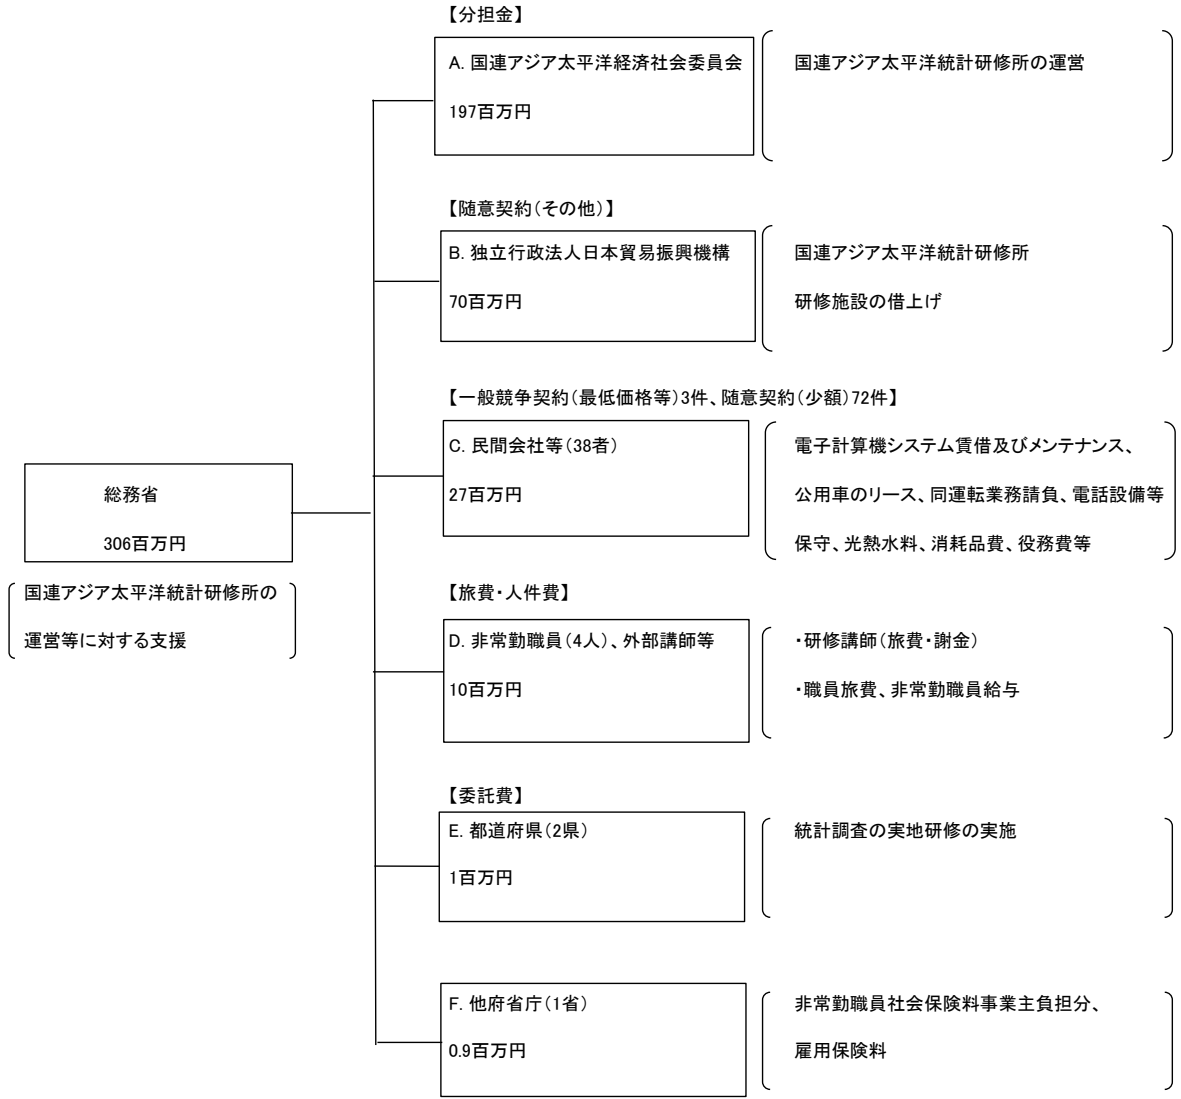 【分担金】
A. 国連アジア太平洋経済社会委員会
197百万円
国連アジア太平洋統計研修所の運営
【随意契約（その他）】
B. 独立行政法人日本貿易振興機構
70百万円
国連アジア太平洋統計研修所
研修施設の借上げ
【一般競争契約（最低価格等）3件、随意契約（少額）72件】
C. 民間会社等（38者）
27百万円
電子計算機システム賃借及びメンテナンス、
公用車のリース、同運転業務請負、電話設備等
保守、光熱水料、消耗品費、役務費等
総務省
306百万円
国連アジア太平洋統計研修所の
運営等に対する支援
【旅費・人件費】
D. 非常勤職員（4人）、外部講師等
10百万円
・研修講師（旅費・謝金）
・職員旅費、非常勤職員給与
【委託費】
E. 都道府県（2県）
1百万円
統計調査の実地研修の実施
F. 他府省庁（1省）
0.9百万円
非常勤職員社会保険料事業主負担分、
雇用保険料